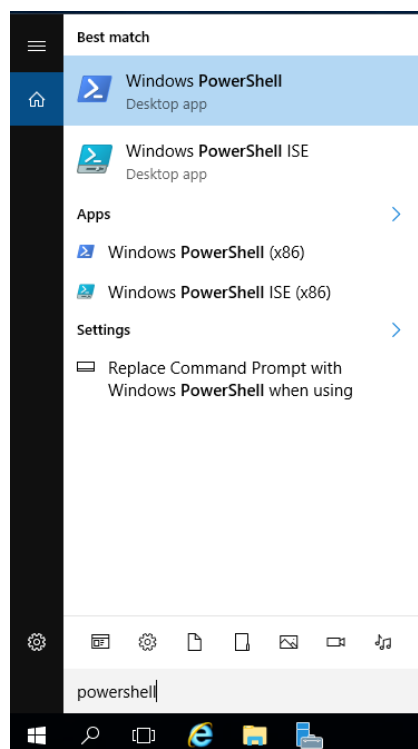 Best match
Windows PowerShell
Desktop app
Windows PowerShell ISE
Desktop app
Apps
Windows PowerShell (x86)
Windows PowerShell ISE (x86)
Settings
Replace Command Prompt with
Windows PowerShell when using
powershell